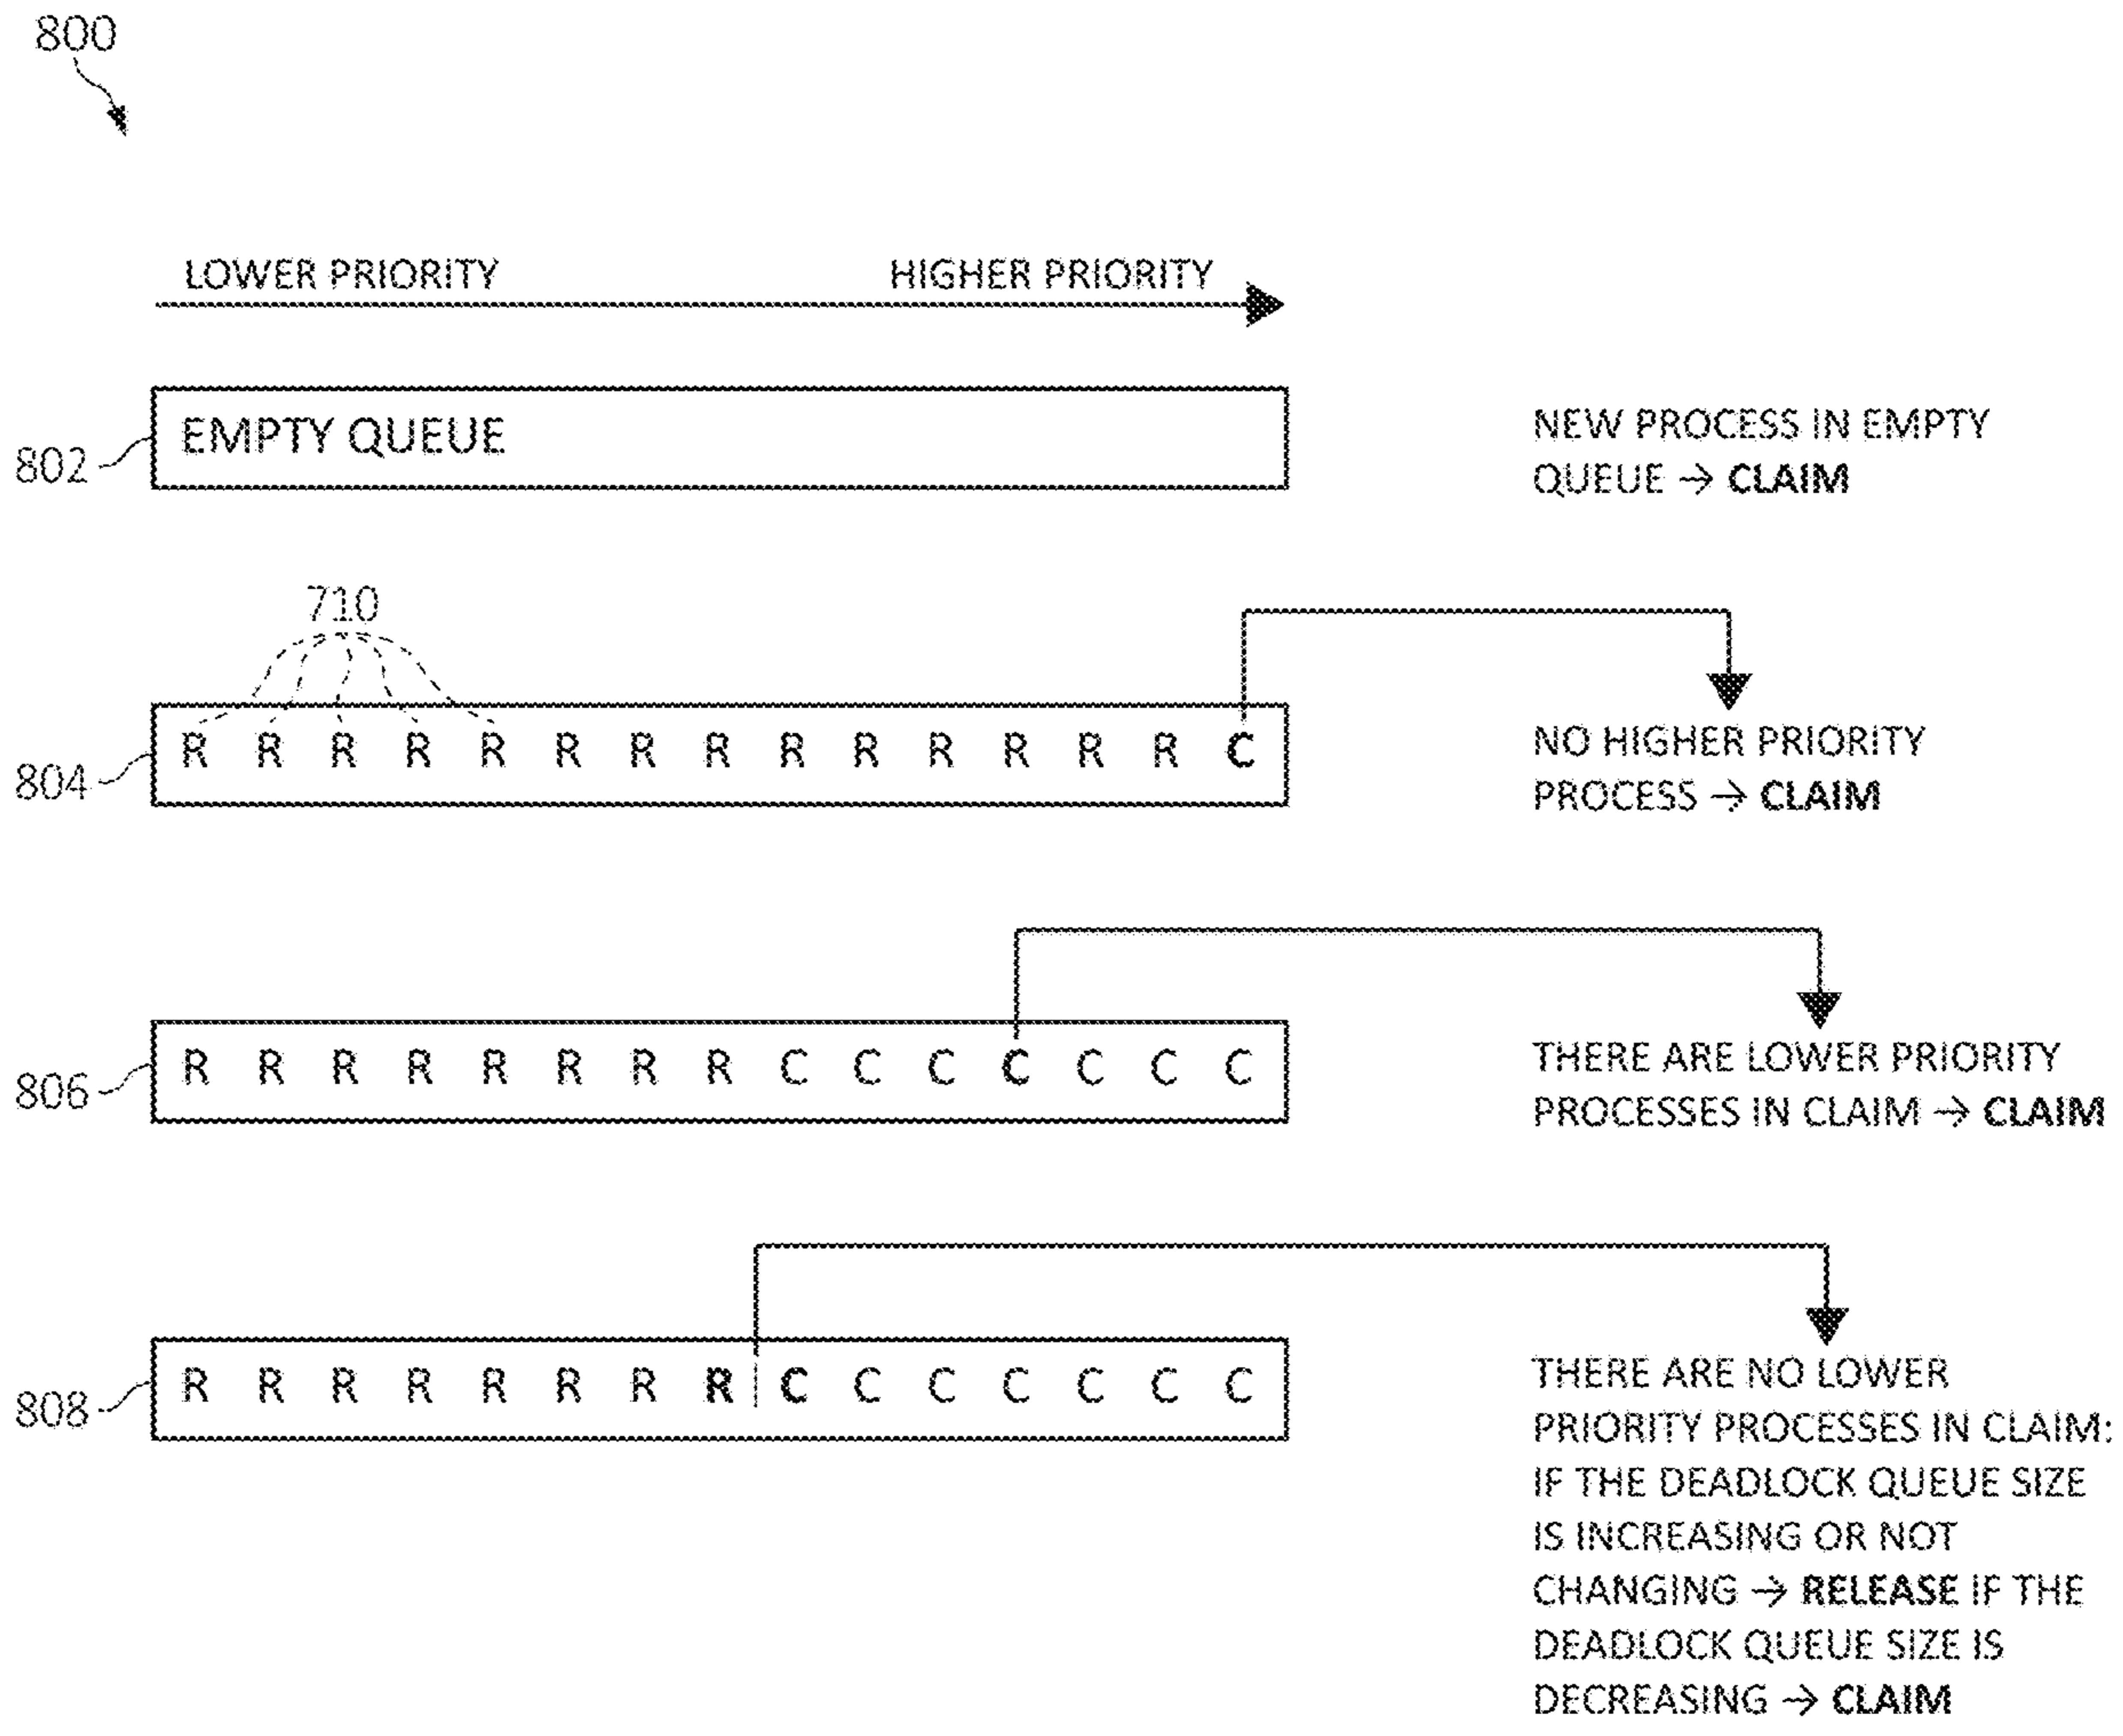 800
LOWER PRIORITY HIGHER PRIORITY
802
EMPTY QUEUE
NEW PROCESS IN EMPTY
QUEUE → CLAIM
710
804
R R R R R R R R R R R R R R C
NO HIGHER PRIORITY
PROCESS → CLAIM
806
R R R R R R R R C C C C C C C
THERE ARE LOWER PRIORITY
PROCESSES IN CLAIM → CLAIM
808
R R R R R R R R C C C C C C C
THERE ARE NO LOWER
PRIORITY PROCESSES IN CLAIM:
IF THE DEADLOCK QUEUE SIZE
IS INCREASING OR NOT
CHANGING → RELEASE IF THE
DEADLOCK QUEUE SIZE IS
DECREASING → CLAIM